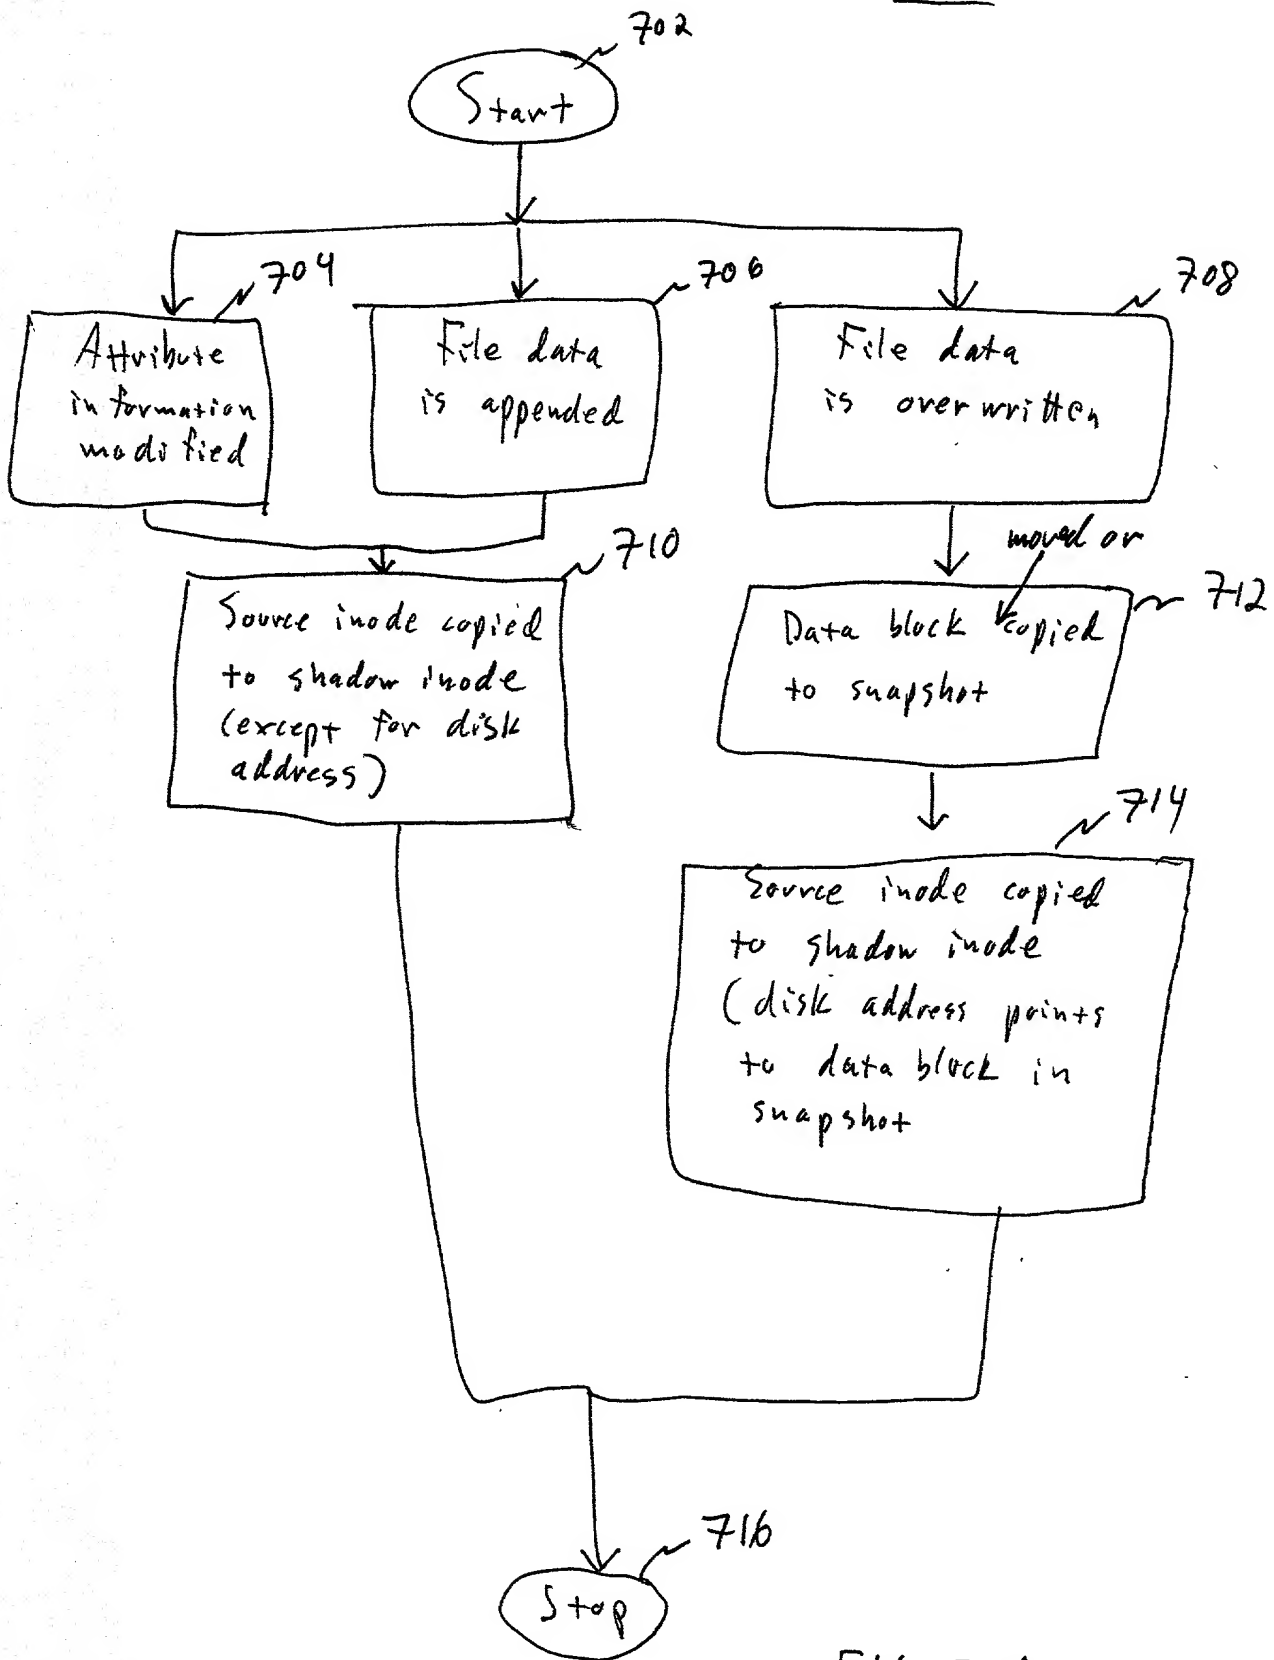 702
Start
704
706
708
Attribute
information
modified
File data
is appended
File data
is overwritten
moved or
710
712
Source inode copied
to shadow inode
(except for disk
address)
Data block copied
to snapshot
714
Source inode copied
to shadow inode
(disk address points
to data block in
snapshot
716
Stop